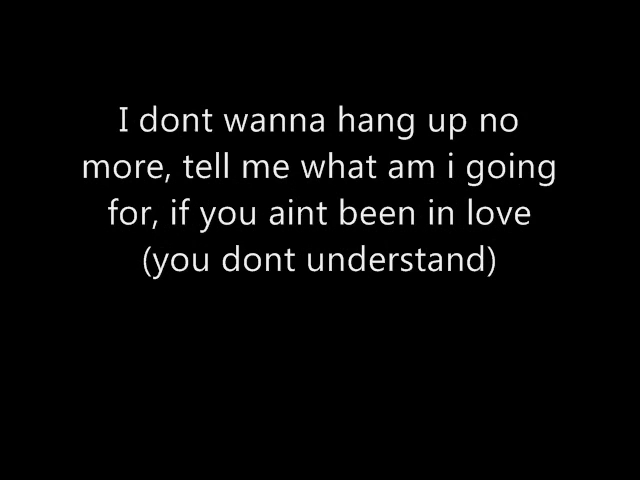 I dont wanna hang up no
more, tell me what am i going
for, if you aint been in love
(you dont understand)